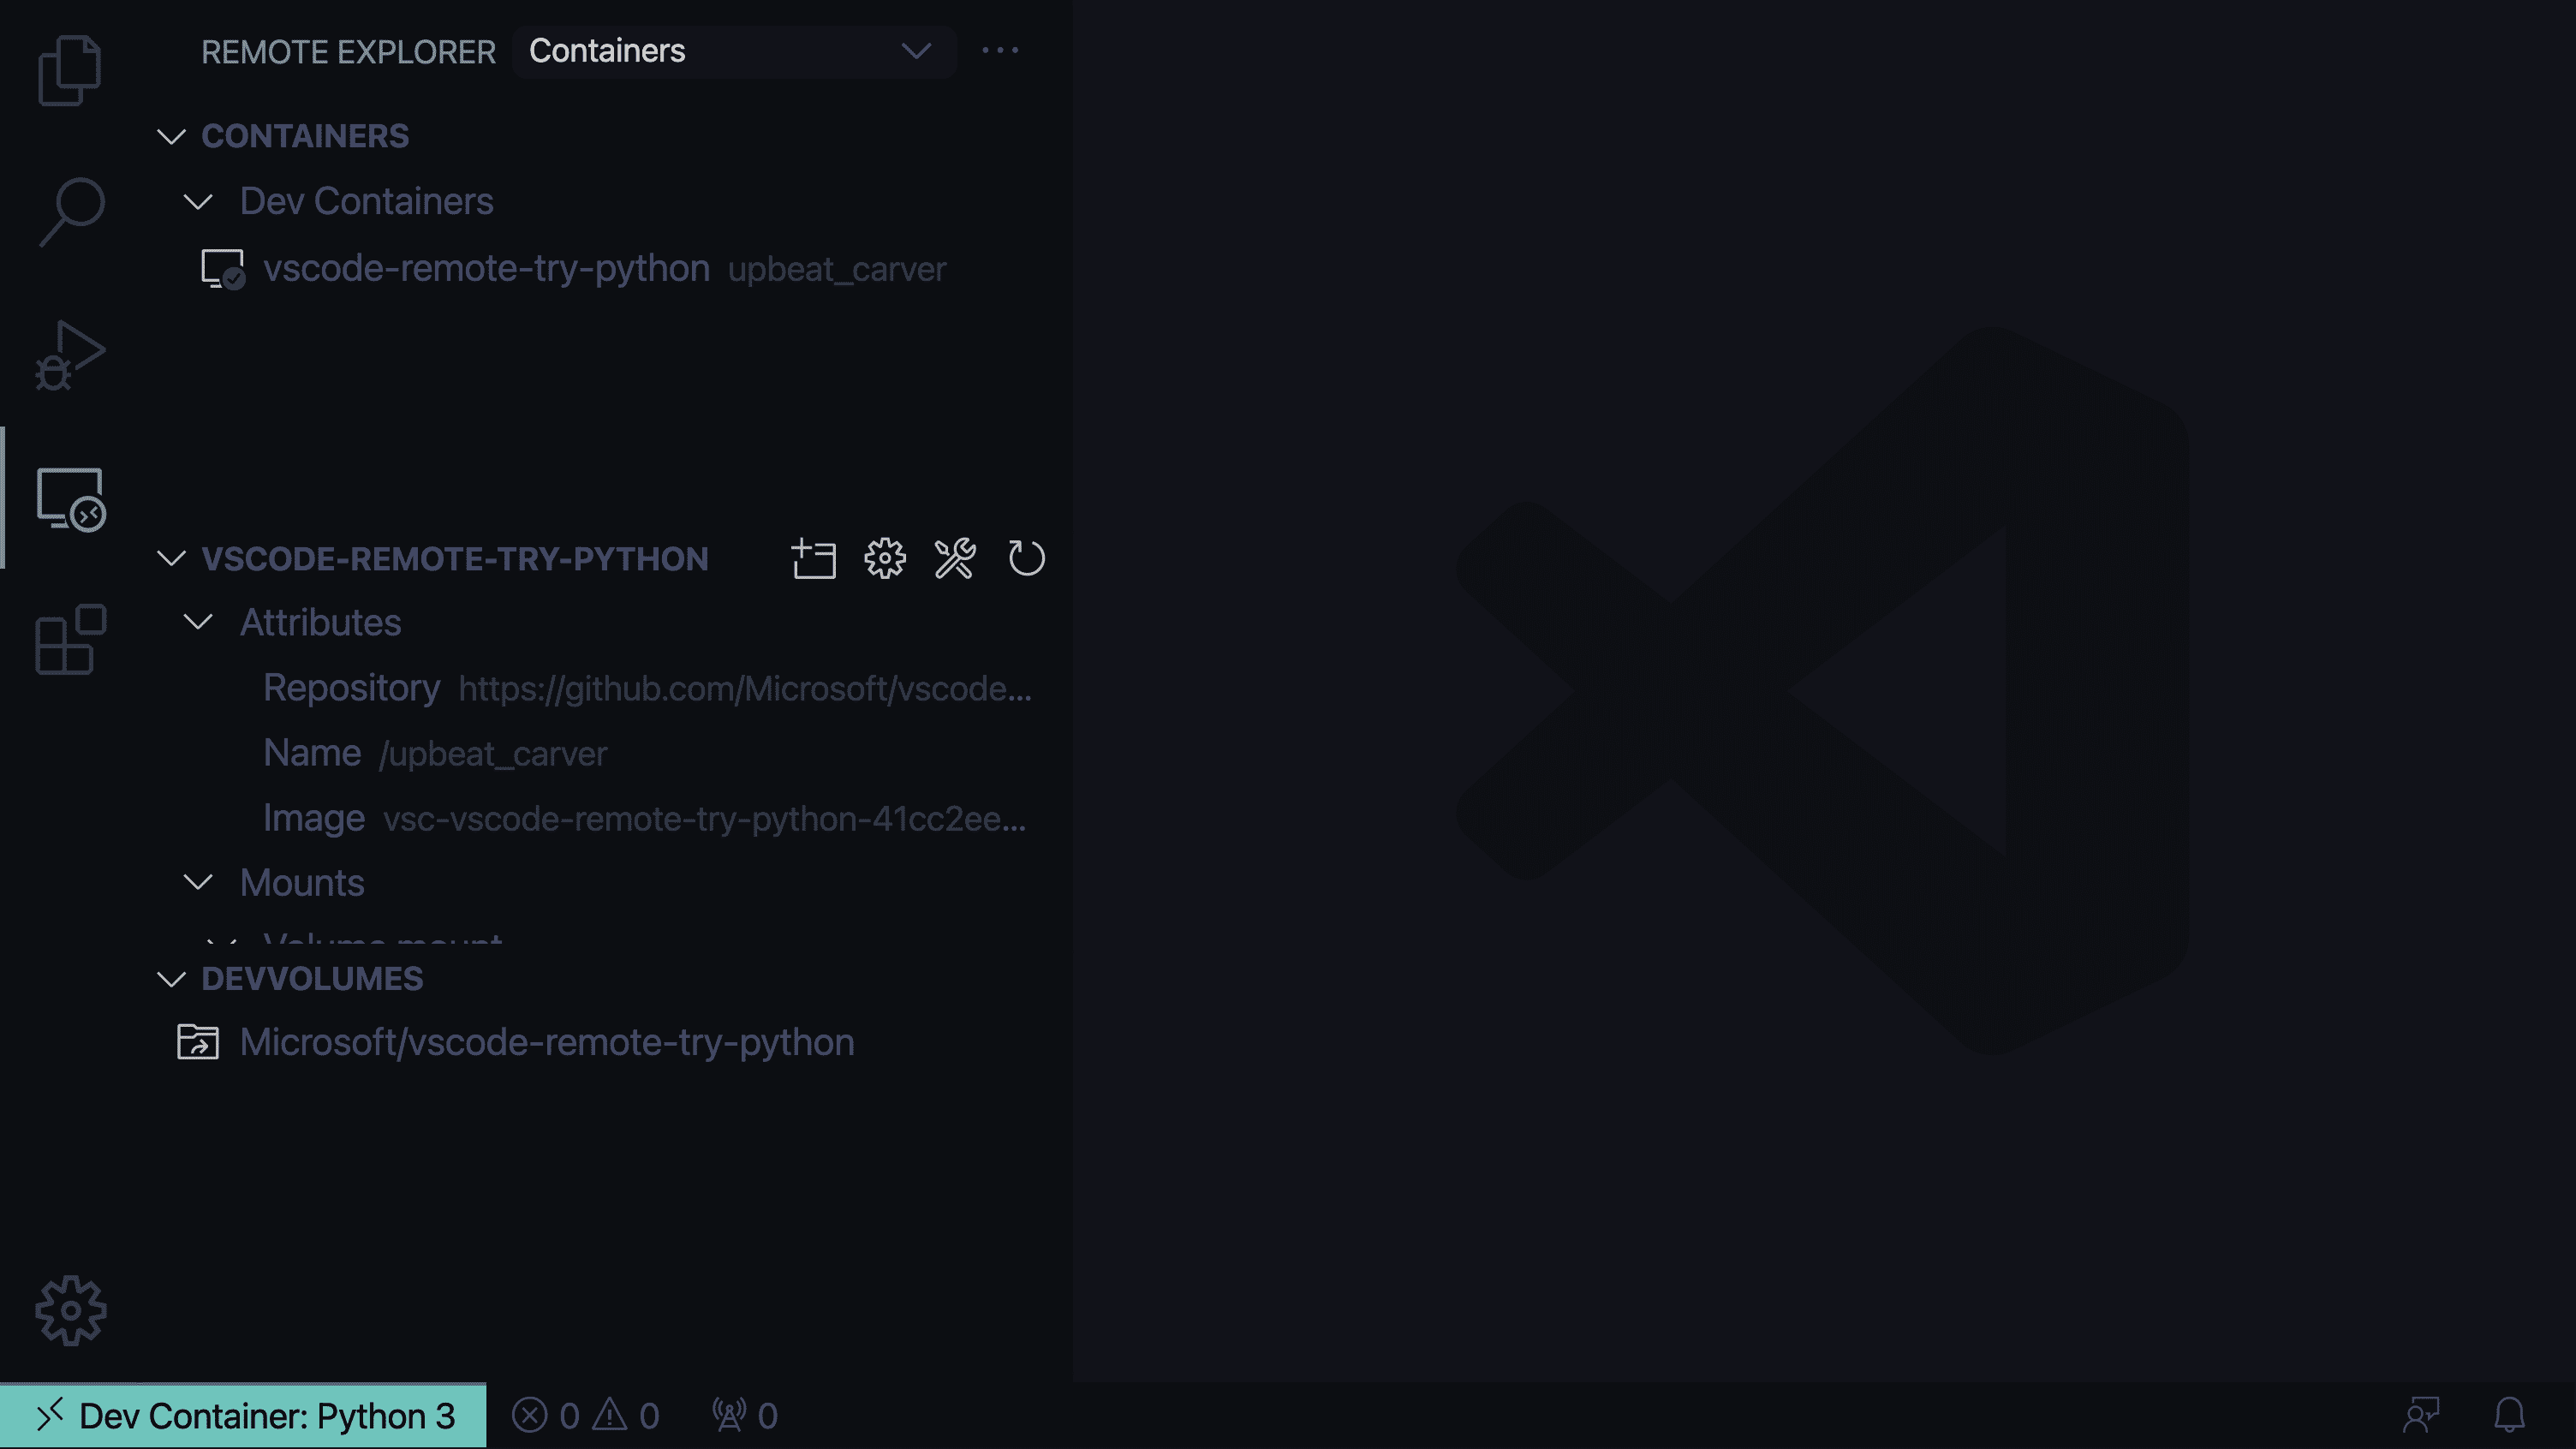 REMOTE EXPLORER Containers
CONTAINERS
Dev Containers
vscode-remote-try-python upbeat_carver
VSCODE-REMOTE-TRY-PYTHON
Attributes
Repository https://github.com/Microsoft/vscode...
Name /upbeat_carver
Image vsc-vscode-remote-try-python-41cc2ee...
Mounts
Volume mount
DEVVOLUMES
Microsoft/vscode-remote-try-python
Dev Container: Python 3 0 0 0